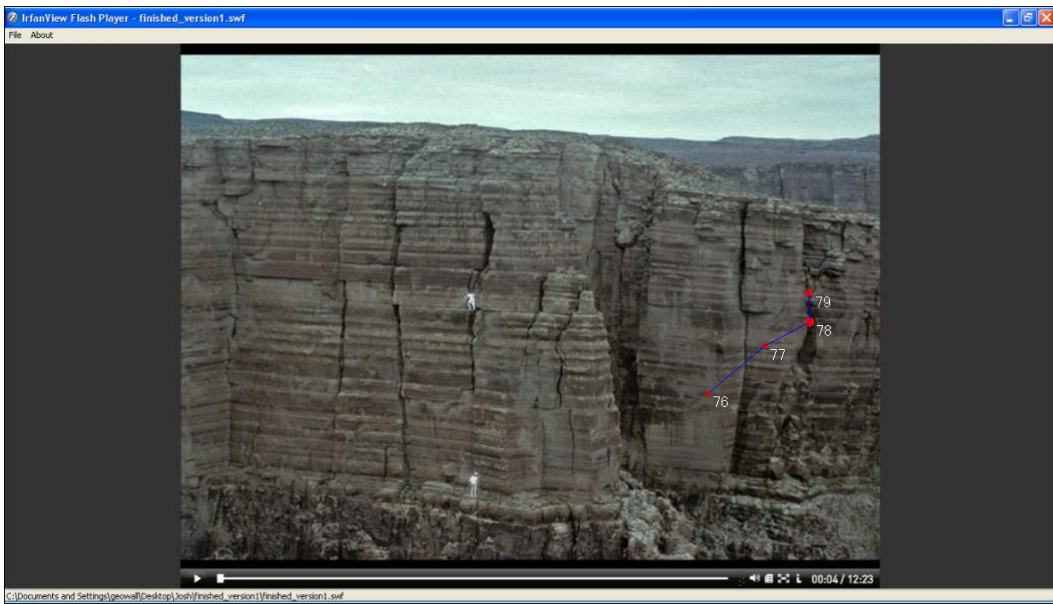 IrfanView Flash Player - finished_version1.swf
File About
79
78
77
76
00:04 / 12:23
C:\Documents and Settings\geowall\Desktop\Josh\finished_version1\finished_version1.swf